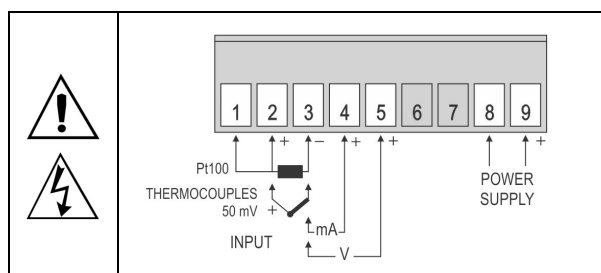 1 2 3 4 5 6 7 8 9
+ − + + +
Pt100
THERMOCOUPLES
50 mV +
INPUT
mA
V
POWER
SUPPLY